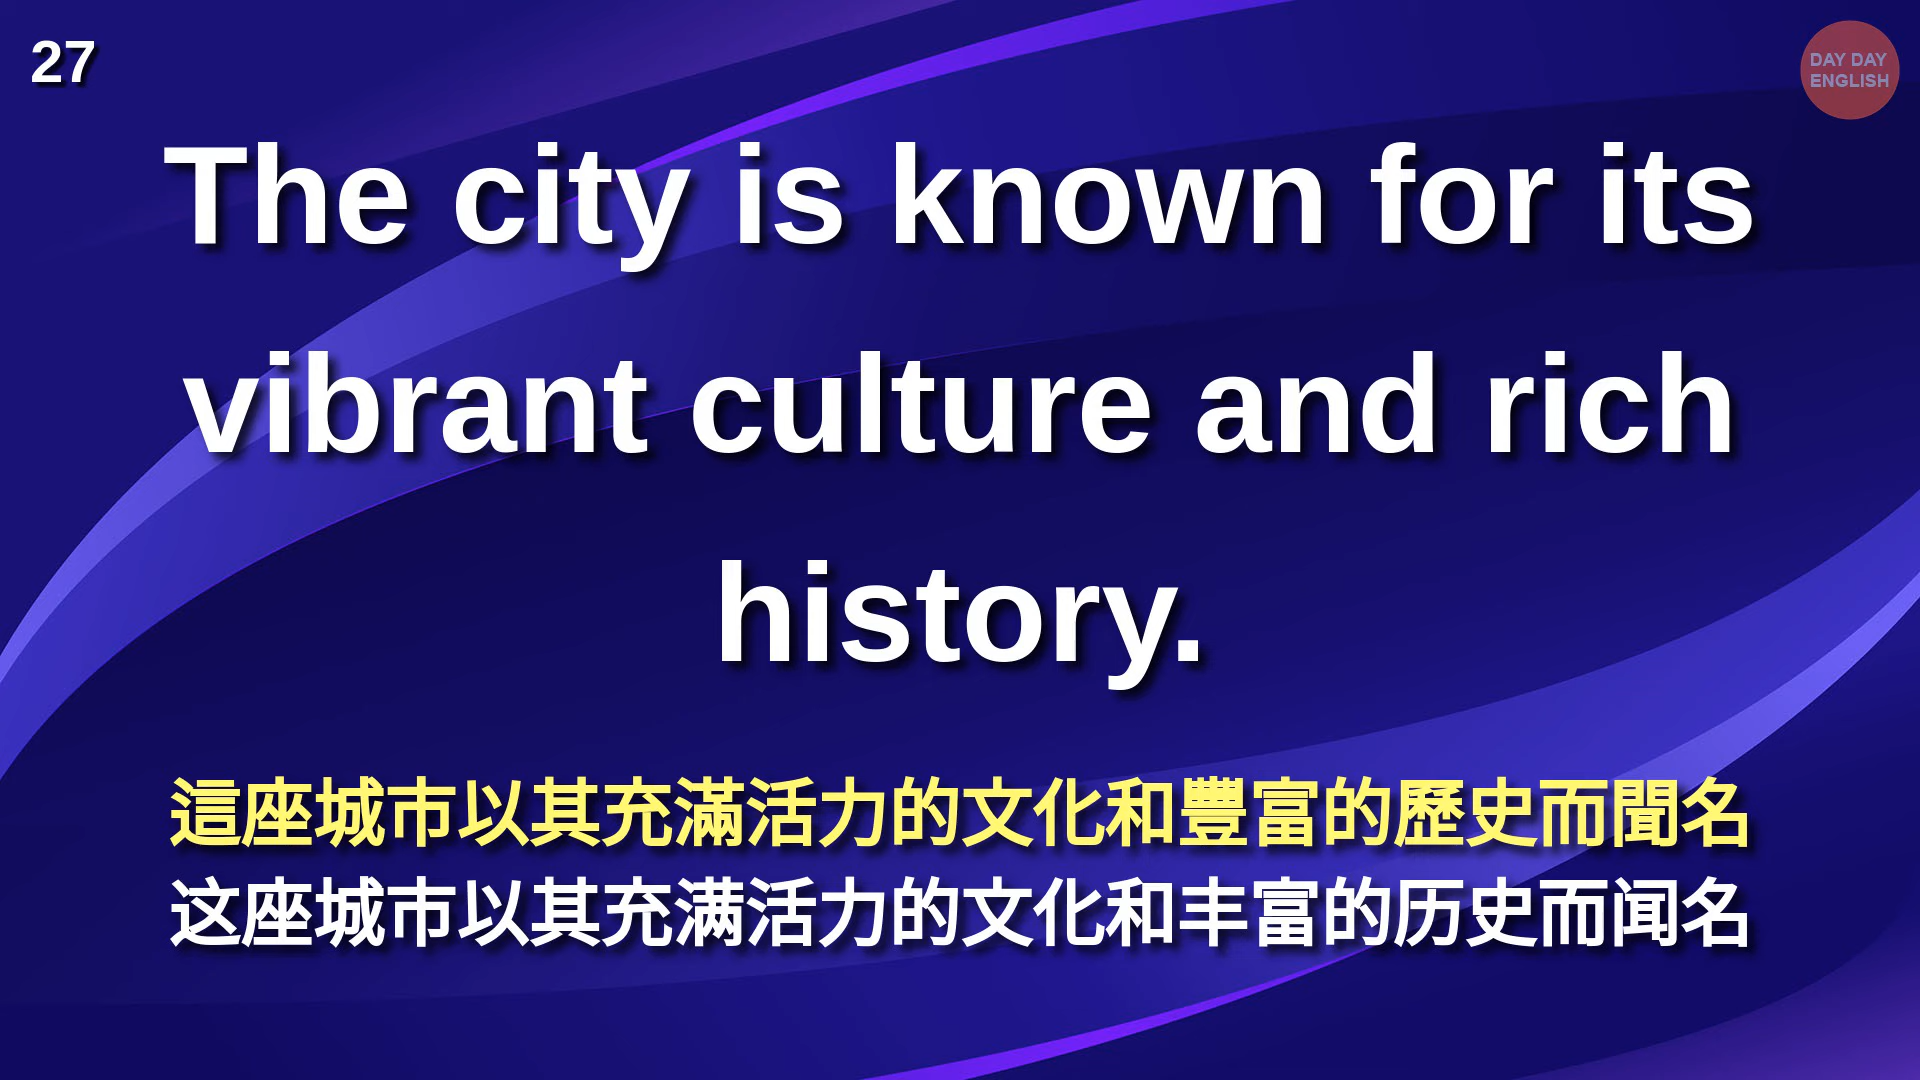 27
DAY DAY
ENGLISH
The city is known for its
vibrant culture and rich
history.
這座城市以其充滿活力的文化和豐富的歷史而聞名
这座城市以其充满活力的文化和丰富的历史而闻名